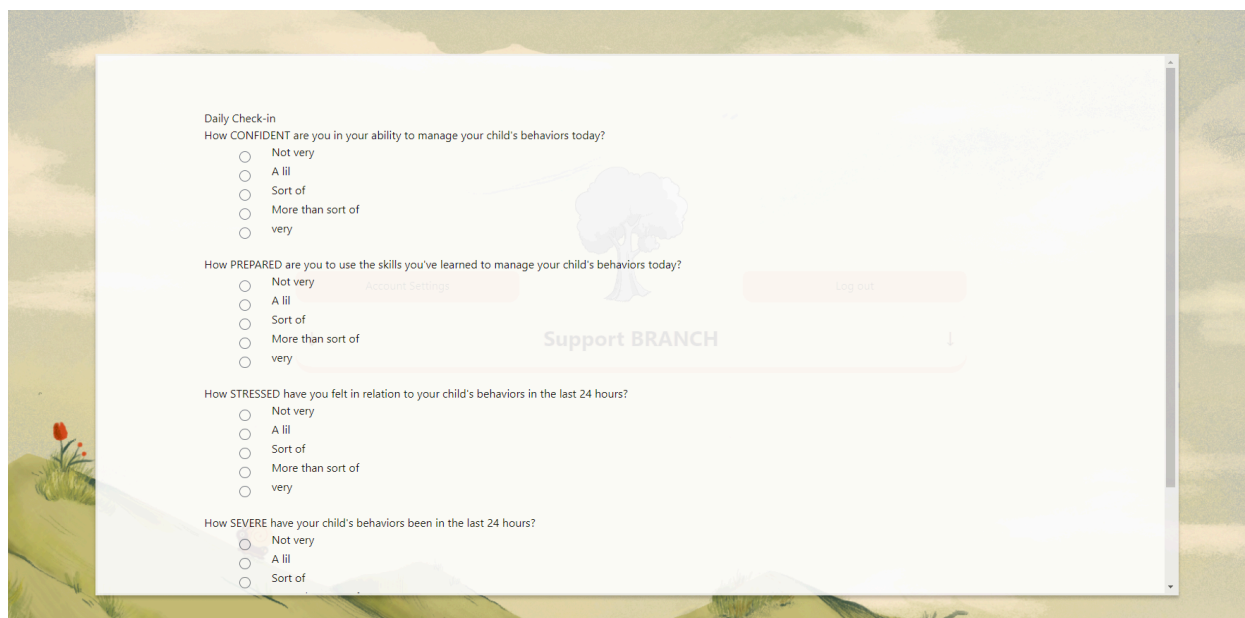 Daily Check-in
How CONFIDENT are you in your ability to manage your child's behaviors today?
Not very
A lil
Sort of
More than sort of
very
How PREPARED are you to use the skills you've learned to manage your child's behaviors today?
Not very
Account Settings
Log out
A lil
Sort of
More than sort of
Support BRANCH
↓
very
How STRESSED have you felt in relation to your child's behaviors in the last 24 hours?
Not very
A lil
Sort of
More than sort of
very
How SEVERE have your child's behaviors been in the last 24 hours?
Not very
A lil
Sort of